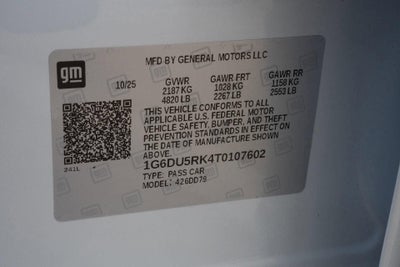 MFD BY GENERAL MOTORS LLC
gm
10/25 GVWR GAWR FRT GAWR RR
2187 KG 1028 KG 1158 KG
4820 LB 2267 LB 2553 LB
THIS VEHICLE CONFORMS TO ALL
APPLICABLE U.S. FEDERAL MOTOR
VEHICLE SAFETY, BUMPER, AND THEFT
PREVENTION STANDARDS IN EFFECT ON
THE DATE OF MANUFACTURE SHOWN
ABOVE.
1G6DU5RK4T0107602
TYPE: PASS CAR
MODEL: 426DD79